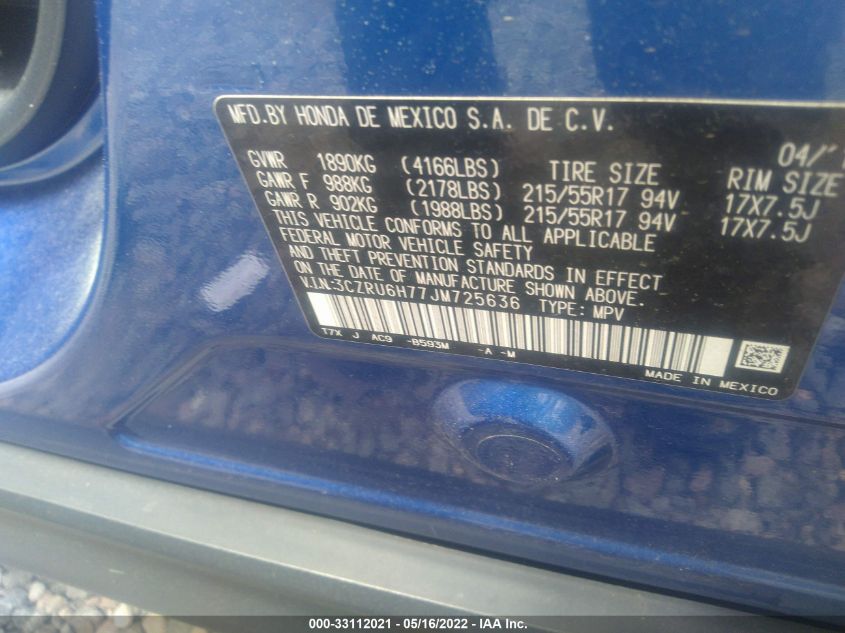 MFD.BY HONDA DE MEXICO S.A. DE C.V.
04/
GVWR 1890KG (4166LBS) TIRE SIZE RIM SIZE
GAWR F 988KG (2178LBS) 215/55R17 94V 17X7.5J
GAWR R 902KG (1988LBS) 215/55R17 94V 17X7.5J
THIS VEHICLE CONFORMS TO ALL APPLICABLE
FEDERAL MOTOR VEHICLE SAFETY
AND THEFT PREVENTION STANDARDS IN EFFECT
ON THE DATE OF MANUFACTURE SHOWN ABOVE.
V.I.N.:3CZRU6H77JM725636 TYPE: MPV
T7X J AC9 -B593M -A -M
MADE IN MEXICO
000-33112021 - 05/16/2022 - IAA Inc.